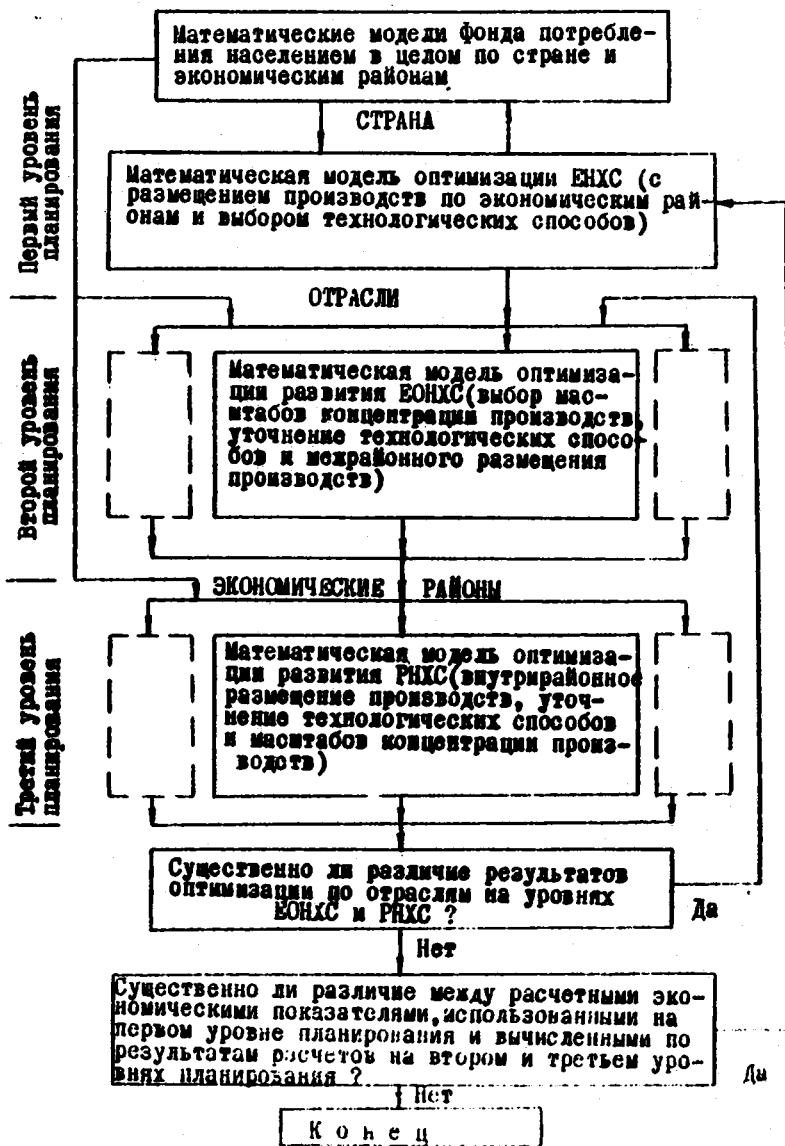 Математические модели Фонда потребле-
ния населением в целом по стране и
экономическим районам
СТРАНА
Первый уровень
планирования
Математическая модель оптимизации ЕНХС (с
размещением производств по экономическим рай-
онам и выбором технологических способов)
ОТРАСЛИ
Второй уровень
планирования
Математическая модель оптимиза-
ции развития ЕОНХС(выбор мас-
штабов концентрации производств,
уточнение технологических спосо-
бов и межрайонного размещения
производств)
ЭКОНОМИЧЕСКИЕ РАЙОНЫ
Третий уровень
планирования
Математическая модель оптимиза-
ции развития РНХС(внутрирайонное
размещение производств, уточ-
нение технологических способов
и масштабов концентрации произ-
водств)
Существенно ли различие результатов
оптимизации по отраслям на уровнях
ЕОНХС и РНХС ?
Да
Нет
Существенно ли различие между расчетными эко-
номическими показателями,использованными на
первом уровне планирования и вычисленными по
результатам расчетов на втором и третьем уро-
внях планирования ?
Да
Нет
К о н е ц